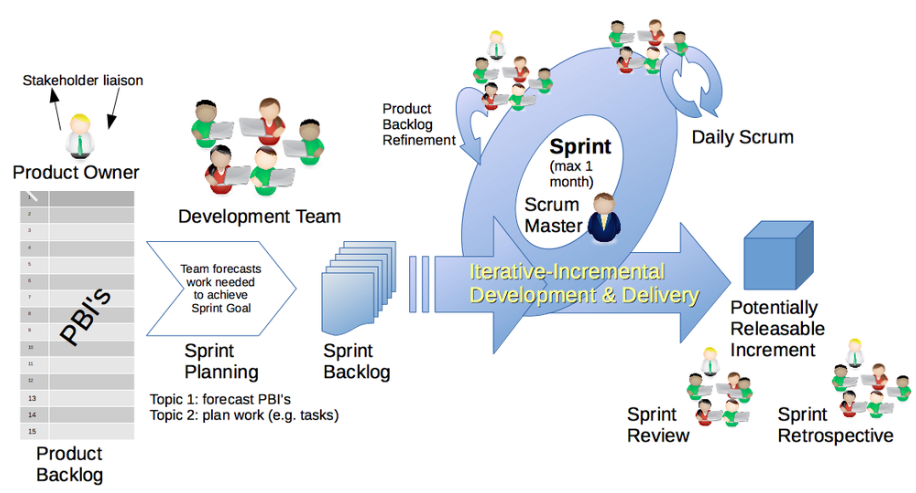 Stakeholder liaison
Product Owner
1
2
3
4
5
6
7
8
9
10
11
12
13
14
15
PBI's
Product
Backlog
Development Team
Team forecasts
work needed
to achieve
Sprint Goal
Sprint
Planning
Topic 1: forecast PBI's
Topic 2: plan work (e.g. tasks)
Sprint
Backlog
Product
Backlog
Refinement
Sprint
(max 1
month)
Scrum
Master
Daily Scrum
Iterative-Incremental
Development & Delivery
Potentially
Releasable
Increment
Sprint
Review
Sprint
Retrospective